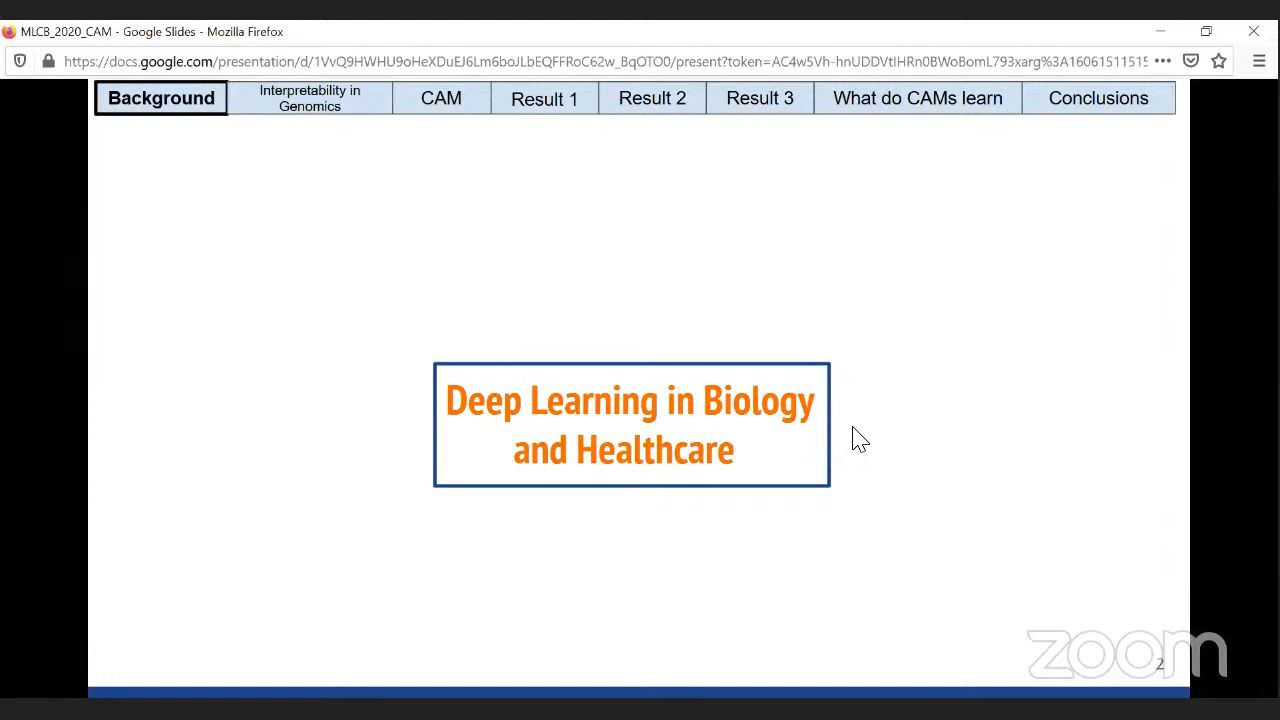 MLCB_2020_CAM - Google Slides - Mozilla Firefox
https://docs.google.com/presentation/d/1VvQ9HWHU9oHeXDuEJ6Lm6boJLbEQFFRoC62w_BqOTO0/present?token=AC4w5Vh-hnUDDVtIHRn0BWoBomL793xarg%3A16061511515
Background
Interpretability in
Genomics
CAM
Result 1
Result 2
Result 3
What do CAMs learn
Conclusions
Deep Learning in Biology
and Healthcare
zoom
2